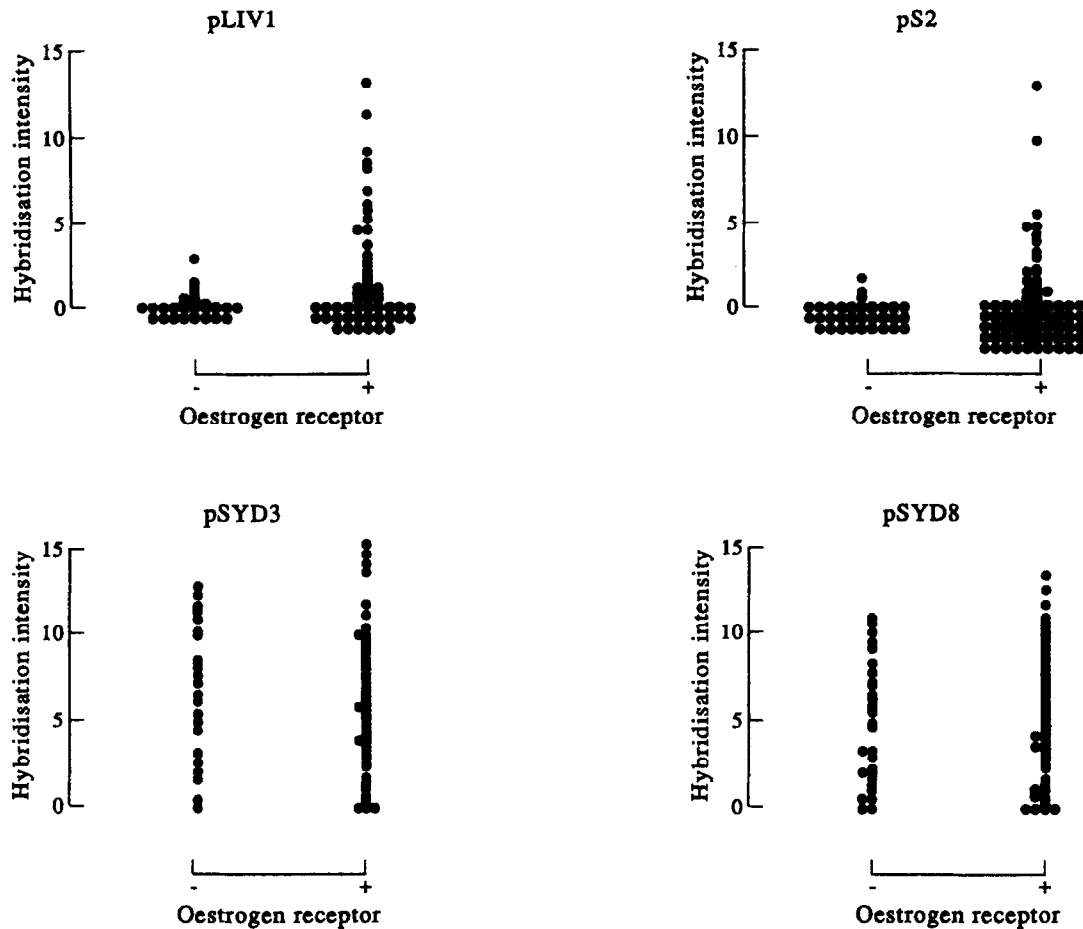 pLIV1
Hybridisation intensity
15
10
5
0
- +
Oestrogen receptor
pS2
Hybridisation intensity
15
10
5
0
- +
Oestrogen receptor
pSYD3
Hybridisation intensity
15
10
5
0
- +
Oestrogen receptor
pSYD8
Hybridisation intensity
15
10
5
0
- +
Oestrogen receptor